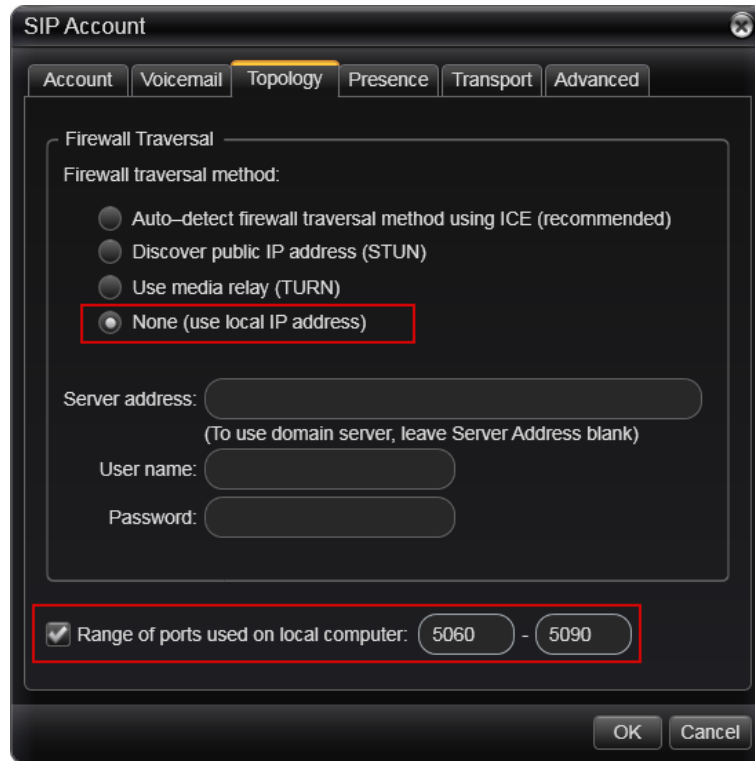 SIP Account
Account Voicemail Topology Presence Transport Advanced
Firewall Traversal
Firewall traversal method:
Auto–detect firewall traversal method using ICE (recommended)
Discover public IP address (STUN)
Use media relay (TURN)
None (use local IP address)
Server address:
(To use domain server, leave Server Address blank)
User name:
Password:
Range of ports used on local computer: 5060 - 5090
OK Cancel